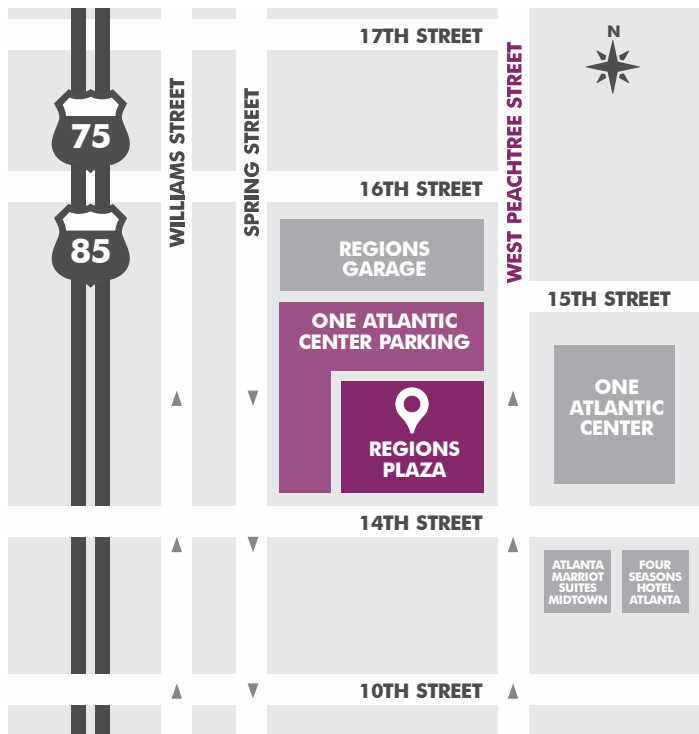 17TH STREET
N
75
WILLIAMS STREET
SPRING STREET
WEST PEACHTREE STREET
16TH STREET
85
REGIONS
GARAGE
15TH STREET
ONE ATLANTIC
CENTER PARKING
ONE
ATLANTIC
CENTER
REGIONS
PLAZA
14TH STREET
ATLANTA
MARRIOT
SUITES
MIDTOWN
FOUR
SEASONS
HOTEL
ATLANTA
10TH STREET